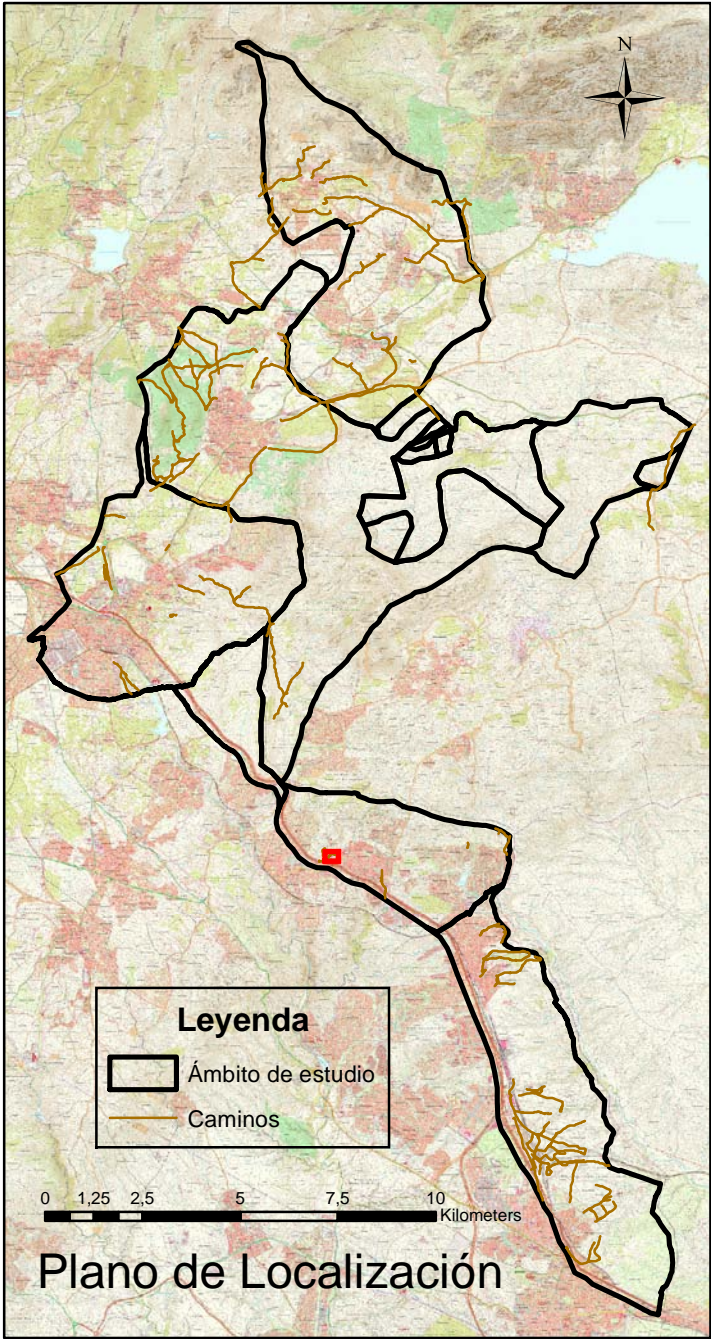 N
Leyenda
Ámbito de estudio
Caminos
0 1,25 2,5 5 7,5 10
Kilometers
Plano de Localización